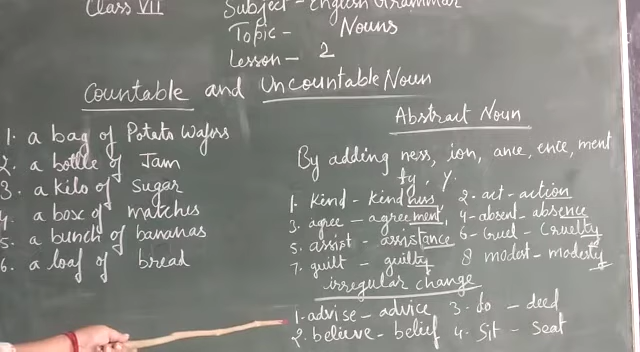 Class VII
Subject - English Grammar
Topic - Nouns
Lesson - 2
Countable and Uncountable Noun
1. a bag of Potato Wafers
2. a bottle of Jam
3. a kilo of sugar
4. a box of matches
5. a bunch of bananas
6. a loaf of bread
Abstract Noun
By adding ness, ion, ance, ence, ment
ty, y.
1. Kind - kindness 2. act - action
3. agree - agreement 4. absent - absence
5. assist - assistance 6. cruel - cruelty
7. guilt - guilty 8 modest - modesty
irregular change
1. advise - advice 3. do - deed
2. believe - belief 4. Sit - Seat